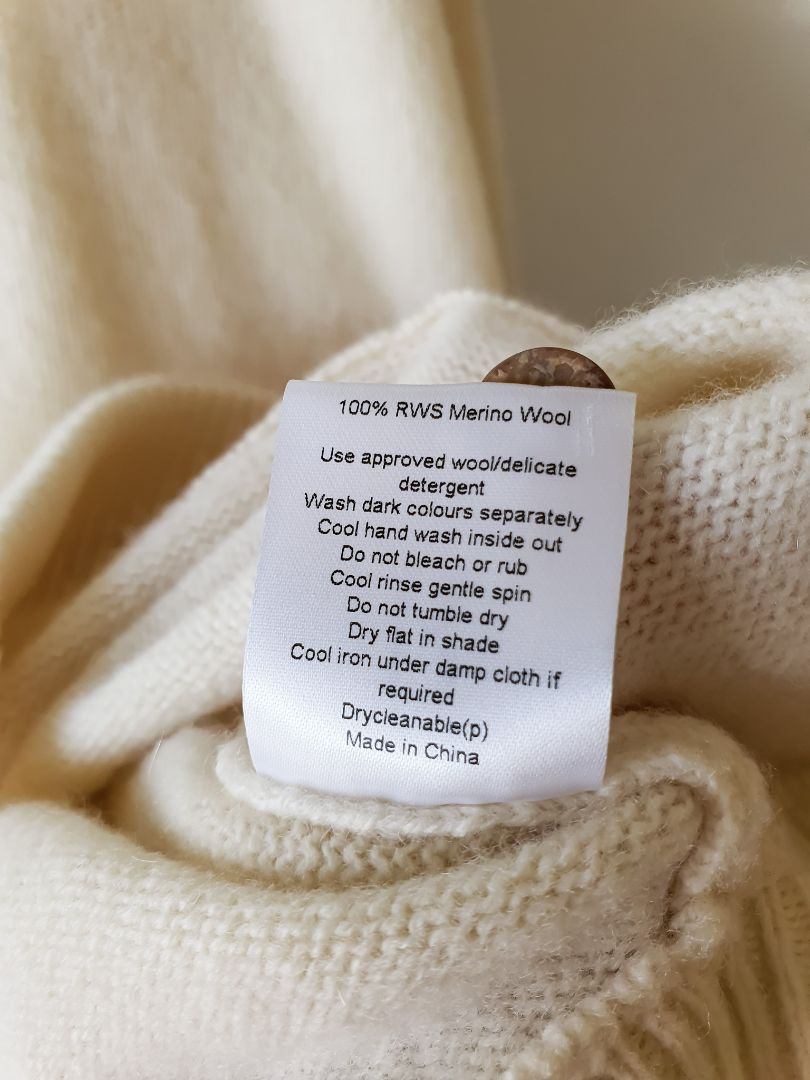 100% RWS Merino Wool
Use approved wool/delicate
detergent
Wash dark colours separately
Cool hand wash inside out
Do not bleach or rub
Cool rinse gentle spin
Do not tumble dry
Dry flat in shade
Cool iron under damp cloth if
required
Drycleanable(p)
Made in China